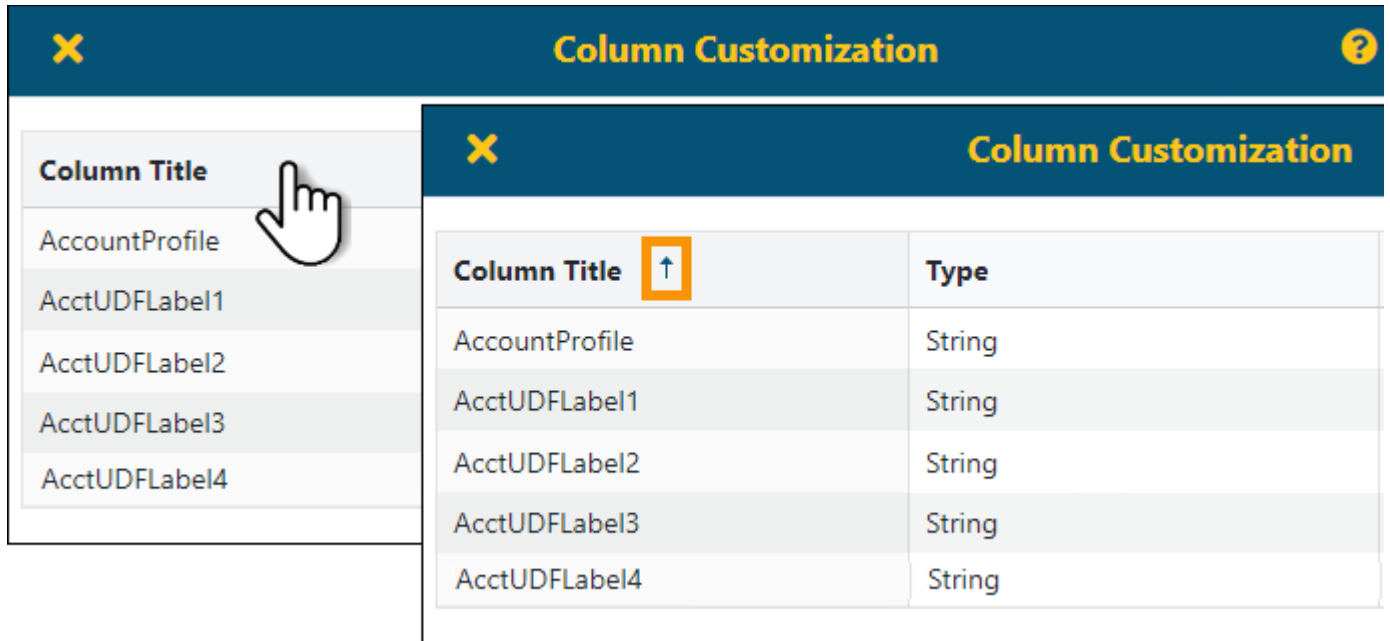 Column Customization
Column Title
AccountProfile
AcctUDFLabel1
AcctUDFLabel2
AcctUDFLabel3
AcctUDFLabel4
Column Customization
Column Title ↑ Type
AccountProfile String
AcctUDFLabel1 String
AcctUDFLabel2 String
AcctUDFLabel3 String
AcctUDFLabel4 String